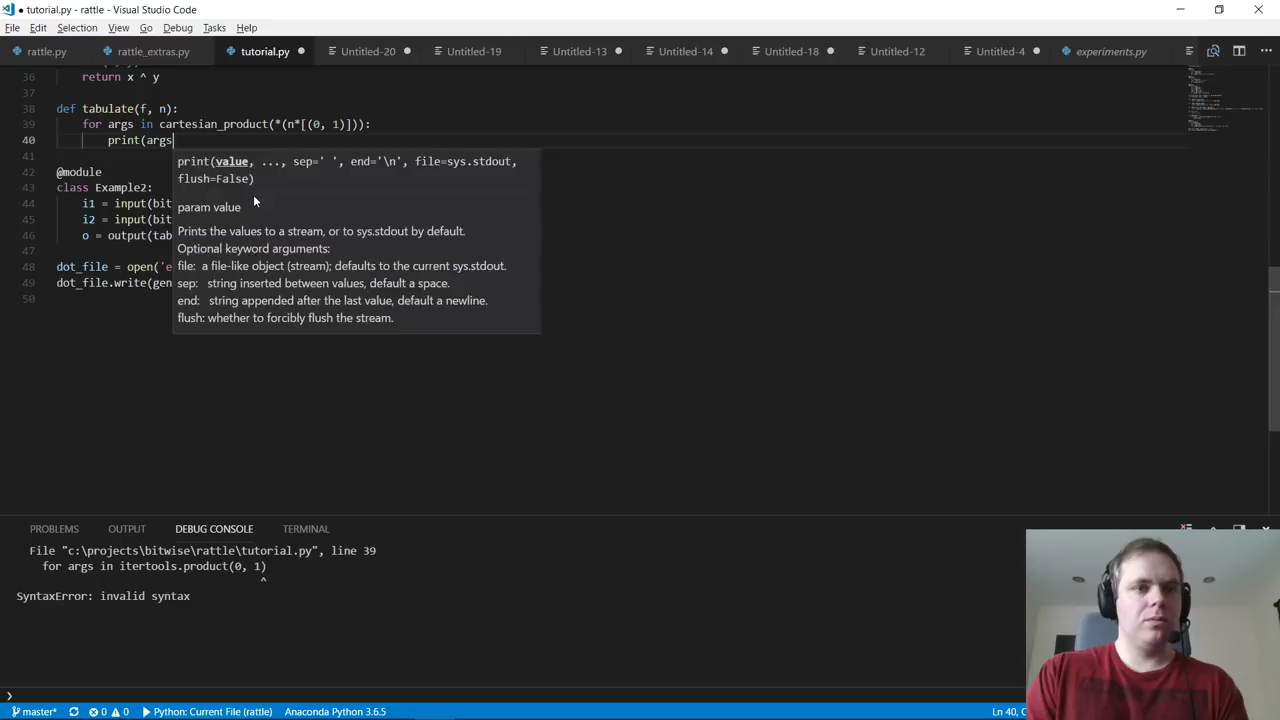 ● tutorial.py - rattle - Visual Studio Code
File Edit Selection View Go Debug Tasks Help
rattle.py rattle_extras.py tutorial.py Untitled-20 Untitled-19 Untitled-13 Untitled-14 Untitled-18 Untitled-12 Untitled-4 experiments.py
36 return x ^ y
37
38 def tabulate(f, n):
39 for args in cartesian_product(*(n*[(0, 1)])):
40 print(args
print(value, ..., sep=' ', end='\n', file=sys.stdout,
flush=False)
param value
Prints the values to a stream, or to sys.stdout by default.
Optional keyword arguments:
file: a file-like object (stream); defaults to the current sys.stdout.
sep: string inserted between values, default a space.
end: string appended after the last value, default a newline.
flush: whether to forcibly flush the stream.
41
42 @module
43 class Example2:
44 i1 = input(bit
45 i2 = input(bit
46 o = output(tab
47
48 dot_file = open('e
49 dot_file.write(gen
50
PROBLEMS OUTPUT DEBUG CONSOLE TERMINAL
File "c:\projects\bitwise\rattle\tutorial.py", line 39
for args in itertools.product(0, 1)
^
SyntaxError: invalid syntax
master* 0 0 Python: Current File (rattle) Anaconda Python 3.6.5 Ln 40,